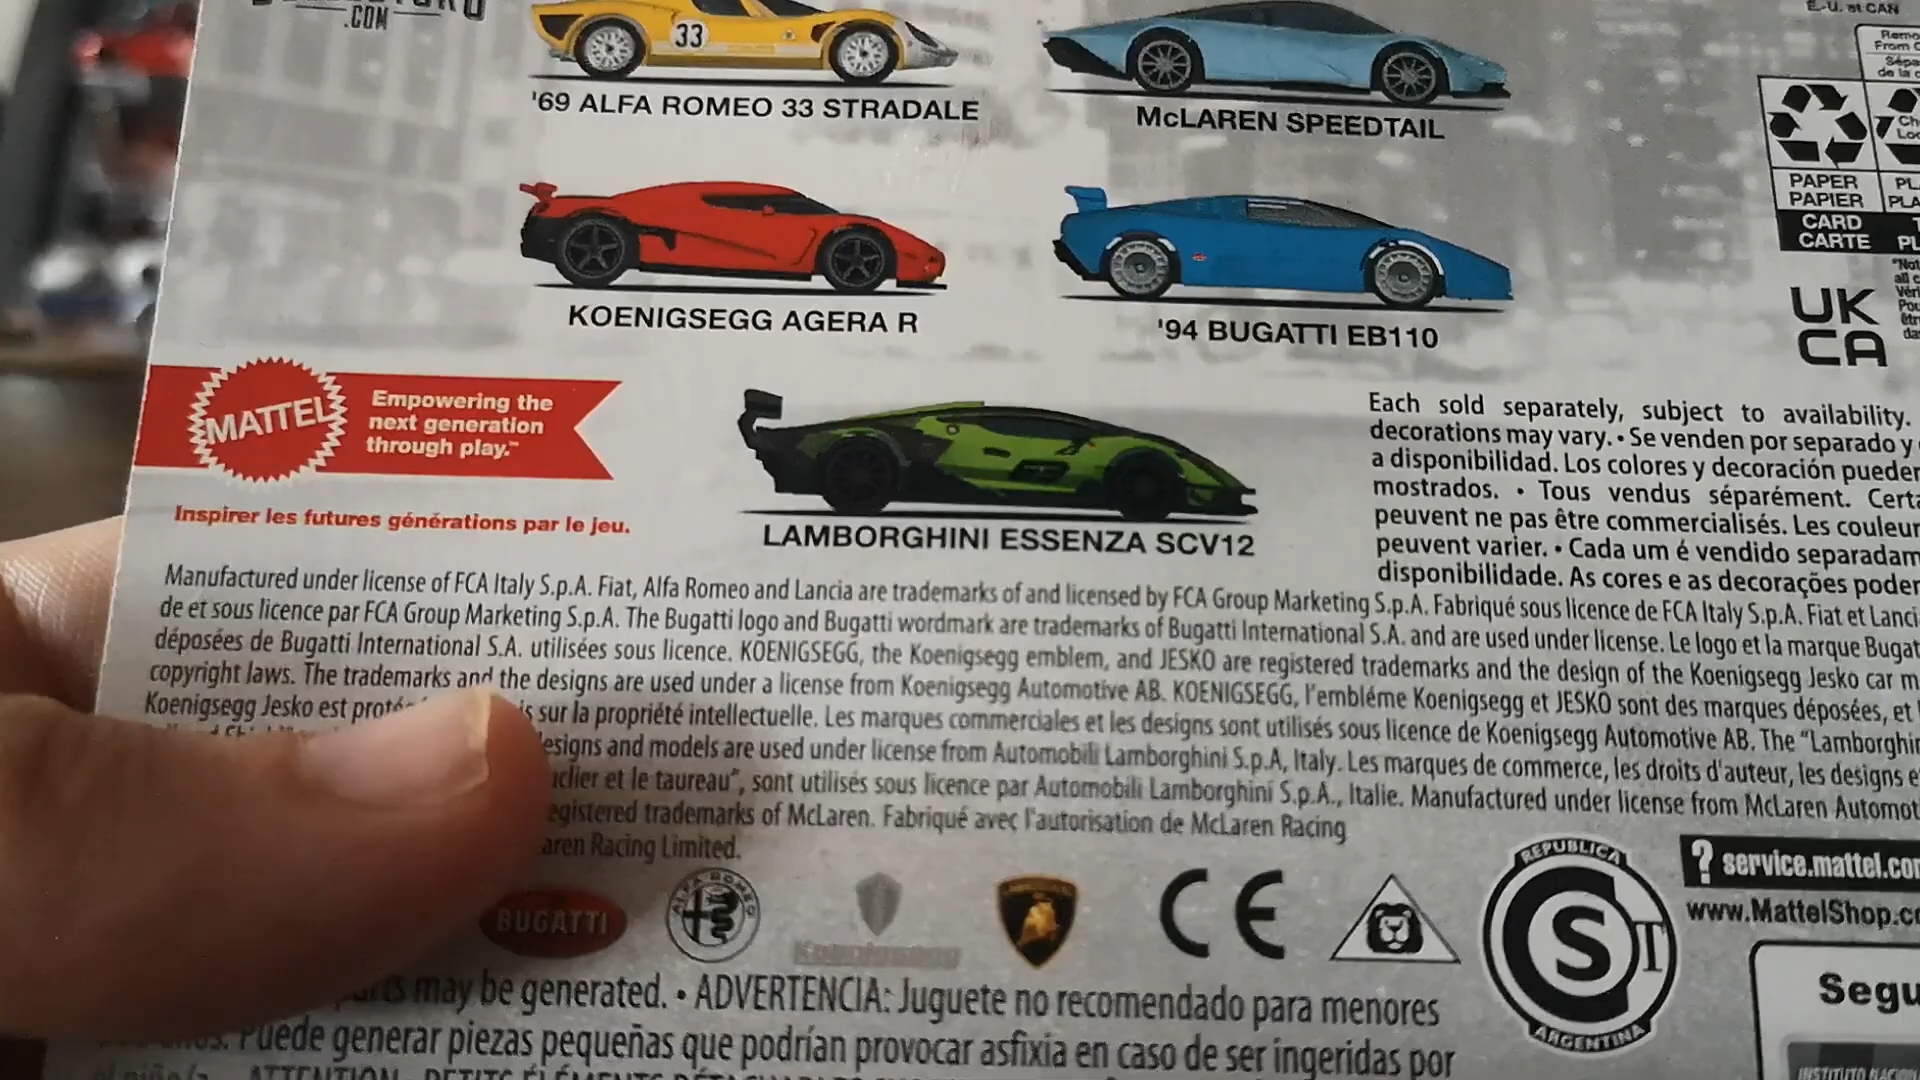 .COM
33
E.-U. et CAN
'69 ALFA ROMEO 33 STRADALE
McLAREN SPEEDTAIL
KOENIGSEGG AGERA R
'94 BUGATTI EB110
PAPER
PAPIER
CARD
CARTE
UK
CA
MATTEL
Empowering the
next generation
through play.™
Inspirer les futures générations par le jeu.
LAMBORGHINI ESSENZA SCV12
Each sold separately, subject to availability.
decorations may vary. • Se venden por separado y
a disponibilidad. Los colores y decoración pueden
mostrados. • Tous vendus séparément.
peuvent ne pas être commercialisés. Les couleur
peuvent varier. • Cada um é vendido separadam
disponibilidade. As cores e as decorações poder
Manufactured under license of FCA Italy S.p.A. Fiat, Alfa Romeo and Lancia are trademarks of and licensed by FCA Group Marketing S.p.A. Fabriqué sous licence de FCA Italy S.p.A. Fiat et Lanci
de et sous licence par FCA Group Marketing S.p.A. The Bugatti logo and Bugatti wordmark are trademarks of Bugatti International S.A. and are used under license. Le logo et la marque Bugat
déposées de Bugatti International S.A. utilisées sous licence. KOENIGSEGG, the Koenigsegg emblem, and JESKO are registered trademarks and the design of the Koenigsegg Jesko car m
copyright laws. The trademarks and the designs are used under a license from Koenigsegg Automotive AB. KOENIGSEGG, l'embléme Koenigsegg et JESKO sont des marques déposées, et
Koenigsegg Jesko est sur la propriété intellectuelle. Les marques commerciales et les designs sont utilisés sous licence de Koenigsegg Automotive AB. The "Lamborghin
esigns and models are used under license from Automobili Lamborghini S.p.A, Italy. Les marques de commerce, les droits d'auteur, les designs e
clier et le taureau", sont utilisés sous licence par Automobili Lamborghini S.p.A., Italie. Manufactured under license from McLaren Automot
egistered trademarks of McLaren. Fabriqué avec l'autorisation de McLaren Racing
aren Racing Limited.
BUGATTI
ALFA ROMEO
CE
REPUBLICA
S
T
ARGENTINA
? service.mattel.com
www.MattelShop.co
Segu
may be generated. • ADVERTENCIA: Juguete no recomendado para menores
Puede generar piezas pequeñas que podrían provocar asfixia en caso de ser ingeridas por